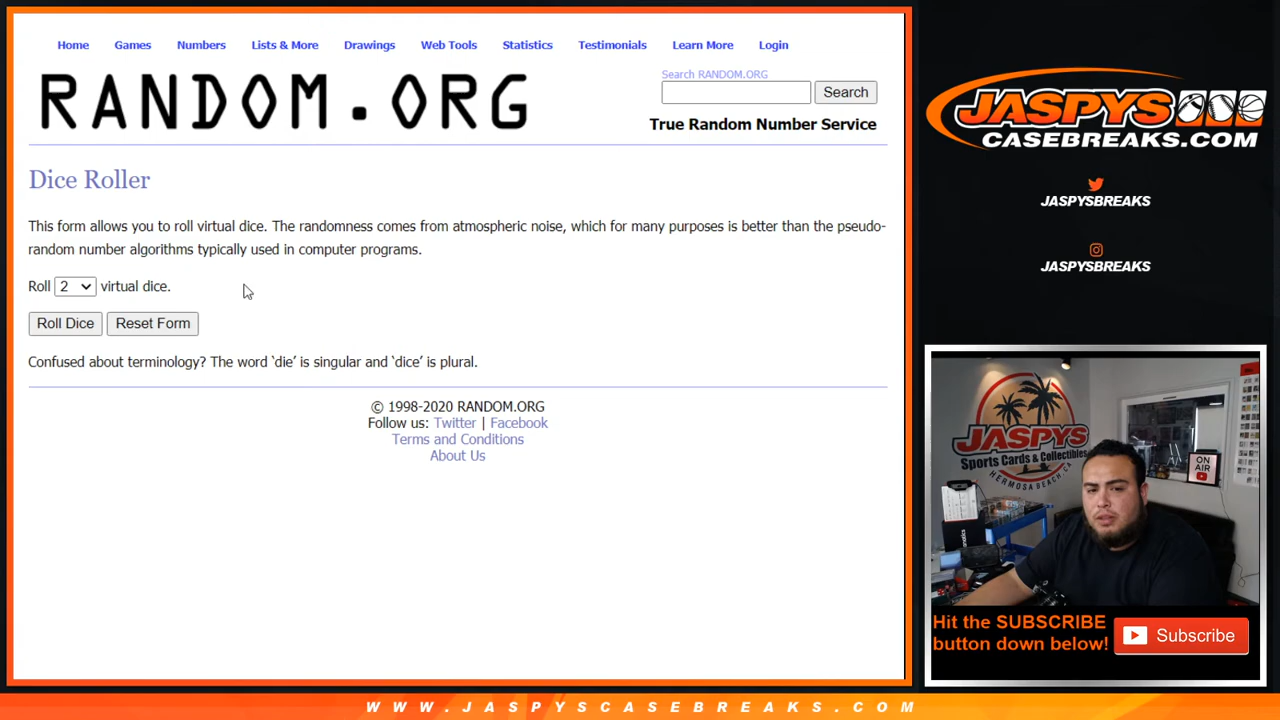 Home Games Numbers Lists & More Drawings Web Tools Statistics Testimonials Learn More Login
RANDOM.ORG
Search RANDOM.ORG
Search
True Random Number Service
Dice Roller
This form allows you to roll virtual dice. The randomness comes from atmospheric noise, which for many purposes is better than the pseudo-
random number algorithms typically used in computer programs.
Roll 2 virtual dice.
Roll Dice Reset Form
Confused about terminology? The word ‘die’ is singular and ‘dice’ is plural.
© 1998-2020 RANDOM.ORG
Follow us: Twitter | Facebook
Terms and Conditions
About Us
JASPYS
CASEBREAKS.COM
JASPYSBREAKS
JASPYSBREAKS
JASPYS
Sports Cards & Collectibles
HERMOSA BEACH, CA
ON
AIR
Hit the SUBSCRIBE
button down below!
Subscribe
WWW.JASPYSCASEBREAKS.COM